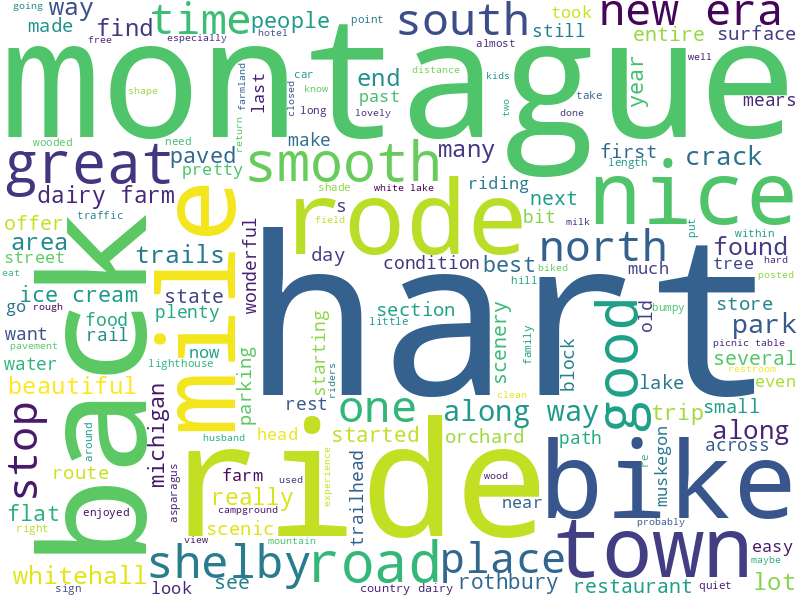 going
way
time
people
point
south
new era
made
find
especially
free
hotel
almost
still
took
entire
surface
montague
shape
farmland
last
closed
car
know
long
end
past
distance
kids
well
two
take
done
year
mears
wooded
need
return
lovely
great
paved
pretty
make
smooth
many
first
length
crack
dairy farm
shade
white lake
riding
next
nice
offer
traffic
mile
rode
s
field
bit
milk
put
within
area
street
back
trails
wonderful
day
condition
best
north
biked
much
tree
found
hard
eat
ice cream
state
hill
posted
go
rough
plenty
food
rail
section
little
starting
scenery
family
hart
good
old
bumpy
store
park
want
pavement
now
water
lighthouse
parking
riders
block
lake
picnic table
several
restroom
even
beautiful
rest
one
clean
along way
trip
small
stop
michigan
around
husband
head
started
orchard
path
along
route
asparagus
ride
really
farm
used
experience
trailhead
wood
near
bike
re
muskegon
across
flat
enjoyed
scenic
campground
right
view
mountain
probably
town
easy
maybe
whitehall
shelby
road
place
sign
look
see
country dairy
rothbury
restaurant
quiet
lot